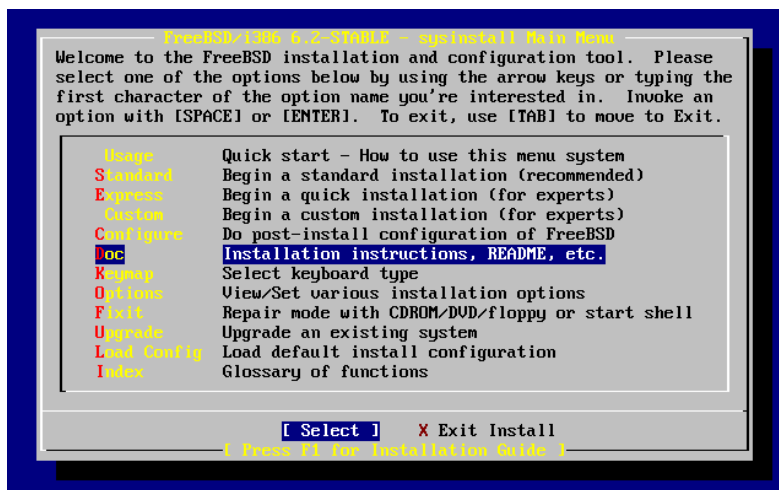 FreeBSD/i386 6.2-STABLE - sysinstall Main Menu
Welcome to the FreeBSD installation and configuration tool.  Please
select one of the options below by using the arrow keys or typing the
first character of the option name you're interested in.  Invoke an
option with [SPACE] or [ENTER].  To exit, use [TAB] to move to Exit.
Usage Quick start - How to use this menu system
Standard Begin a standard installation (recommended)
Express Begin a quick installation (for experts)
Custom Begin a custom installation (for experts)
Configure Do post-install configuration of FreeBSD
Doc Installation instructions, README, etc.
Keymap Select keyboard type
Options View/Set various installation options
Fixit Repair mode with CDROM/DVD/floppy or start shell
Upgrade Upgrade an existing system
Load Config Load default install configuration
Index Glossary of functions
[ Select ] X Exit Install
[ Press F1 for Installation Guide ]